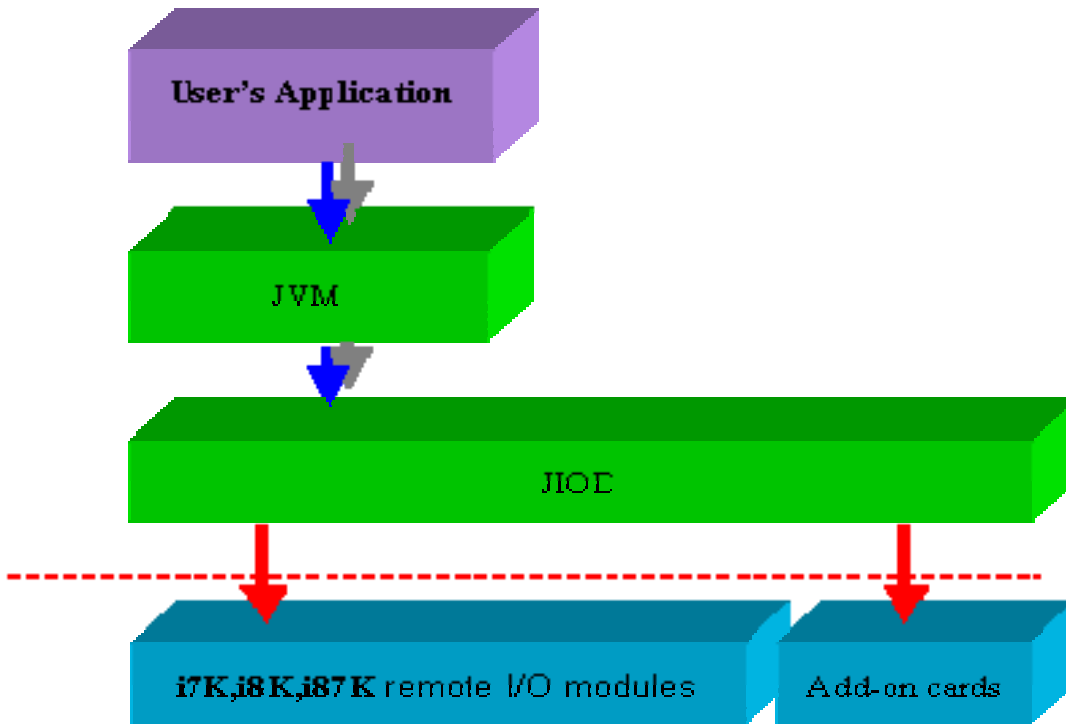 User's Application
JVM
JIOD
i7K,i8K,i87K remote I/O modules
Add-on cards